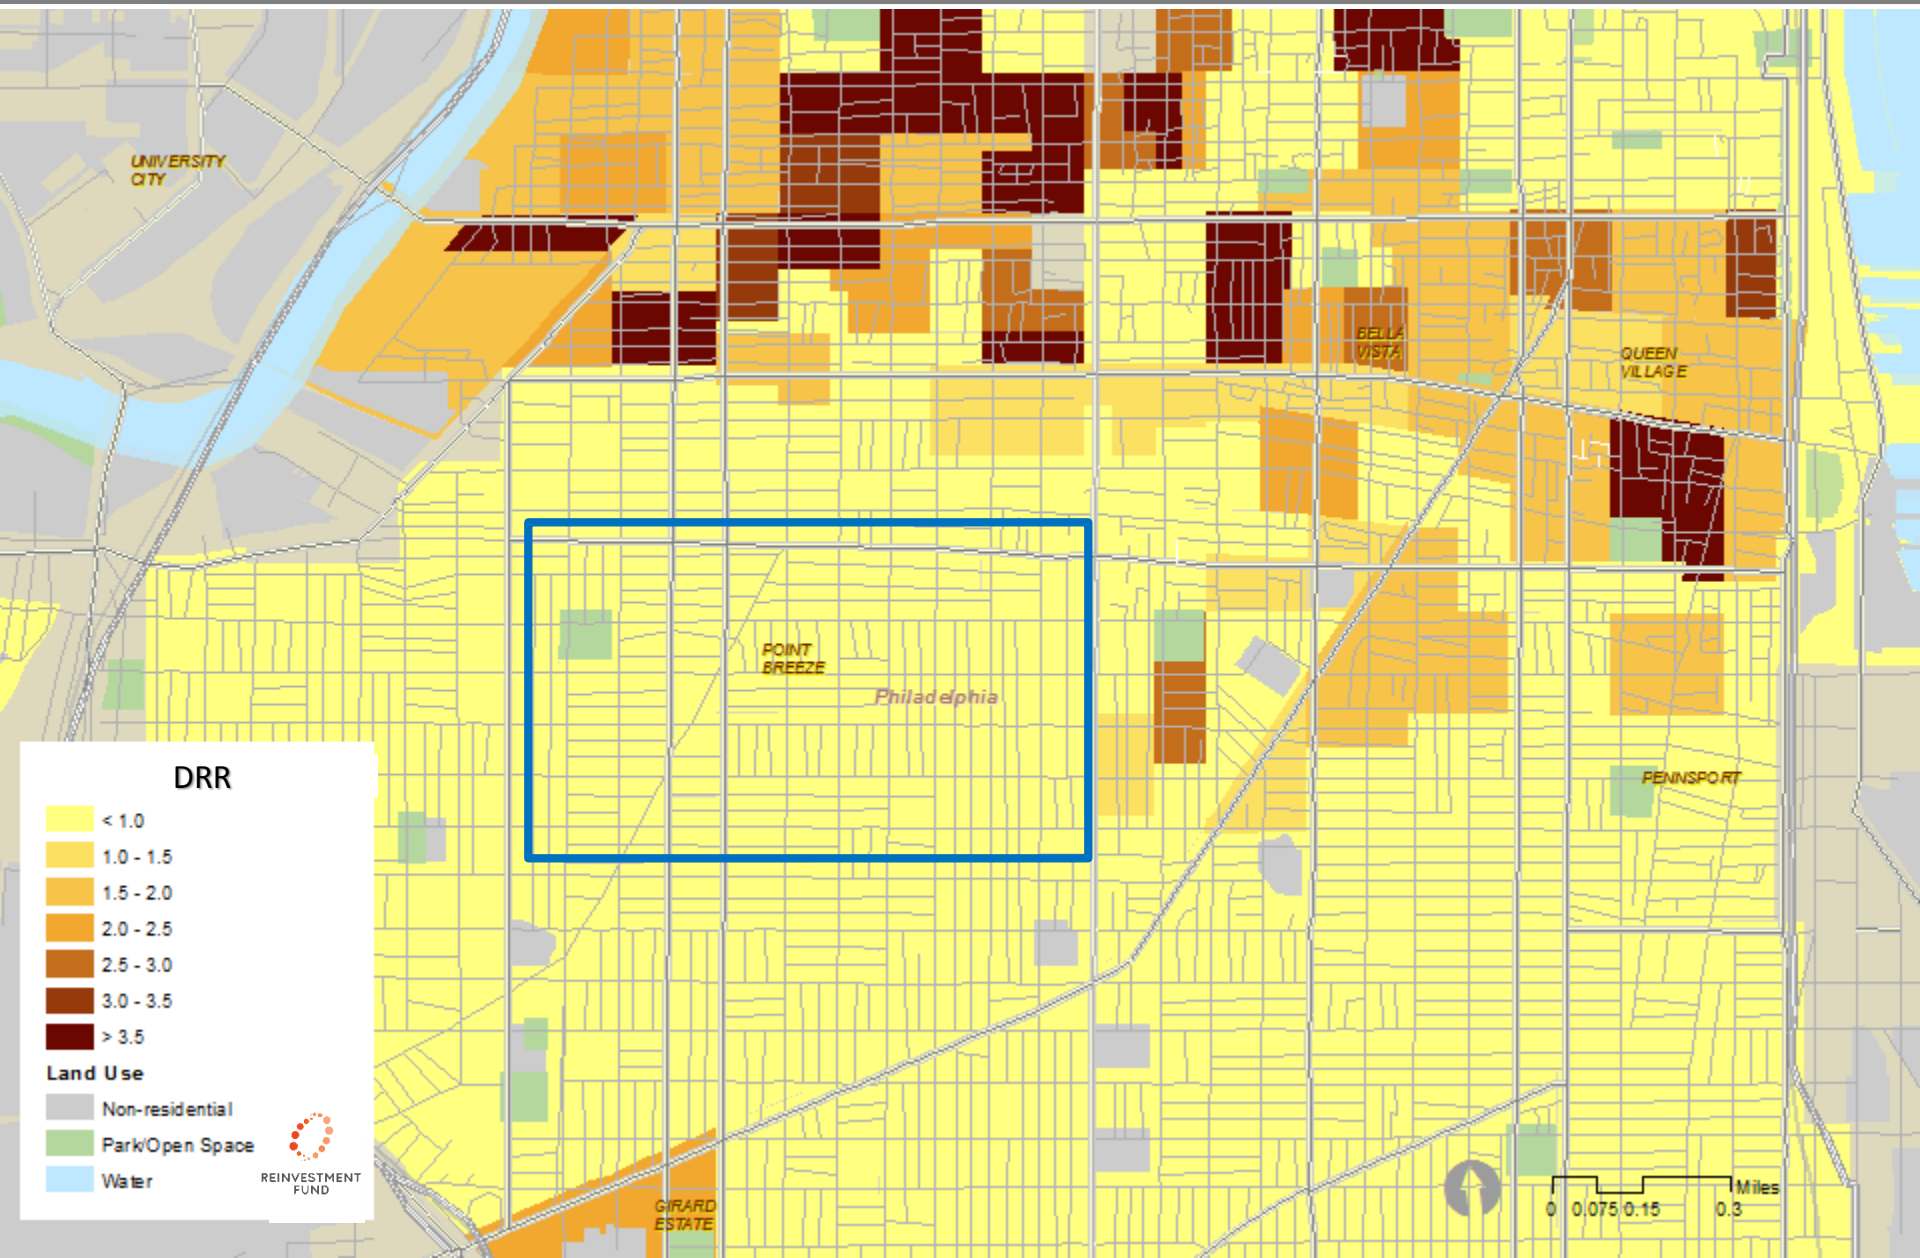 UNIVERSITY
CITY
BELLA
VISTA
QUEEN
VILLAGE
POINT
BREEZE
Philadelphia
PENNSPORT
GIRARD
ESTATE
DRR
< 1.0
1.0 - 1.5
1.5 - 2.0
2.0 - 2.5
2.5 - 3.0
3.0 - 3.5
> 3.5
Land Use
Non-residential
Park/Open Space
Water
REINVESTMENT
FUND
Miles
0 0.075 0.15 0.3